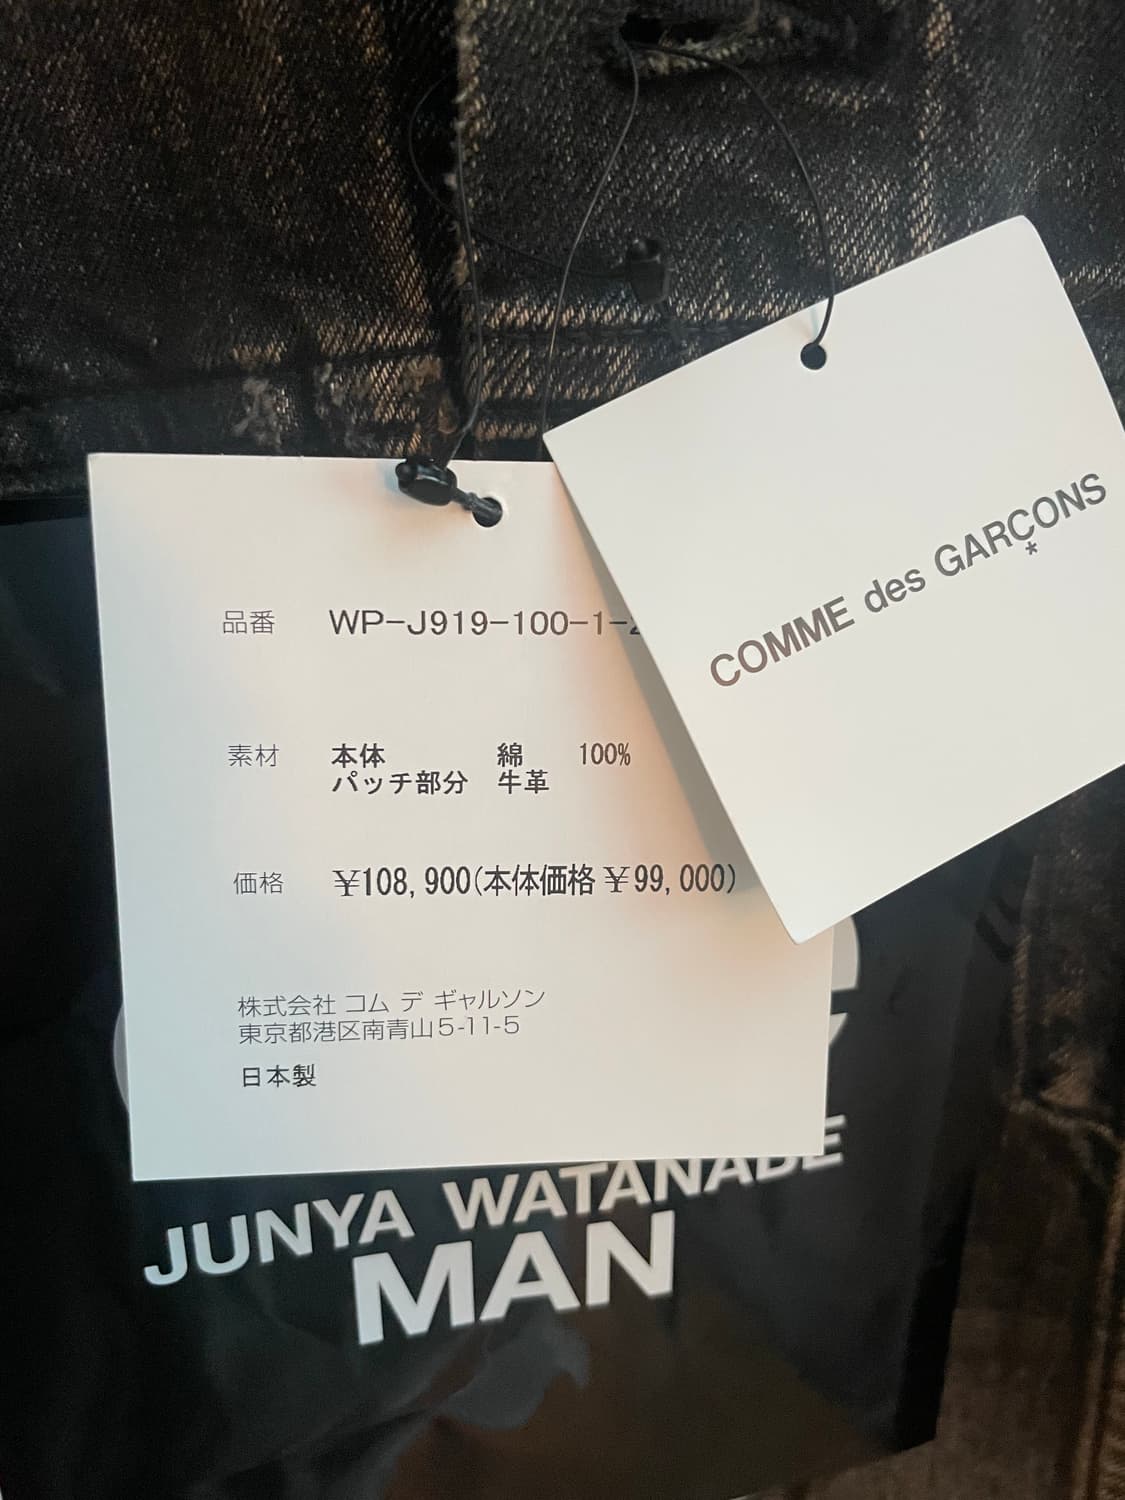 COMME des GARÇONS
*
品番 WP-J919-100-1-
素材 本体 綿 100%
パッチ部分 牛革
価格 ¥108,900(本体価格¥99,000)
株式会社 コム デ ギャルソン
東京都港区南青山5-11-5
日本製
JUNYA WATANABE
MAN